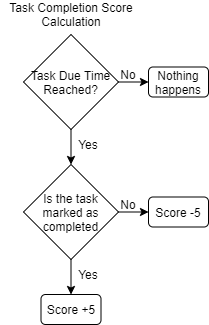 Task Completion Score
Calculation
Task Due Time
Reached?
No
Nothing
happens
Yes
Is the task
marked as
completed
No
Score -5
Yes
Score +5